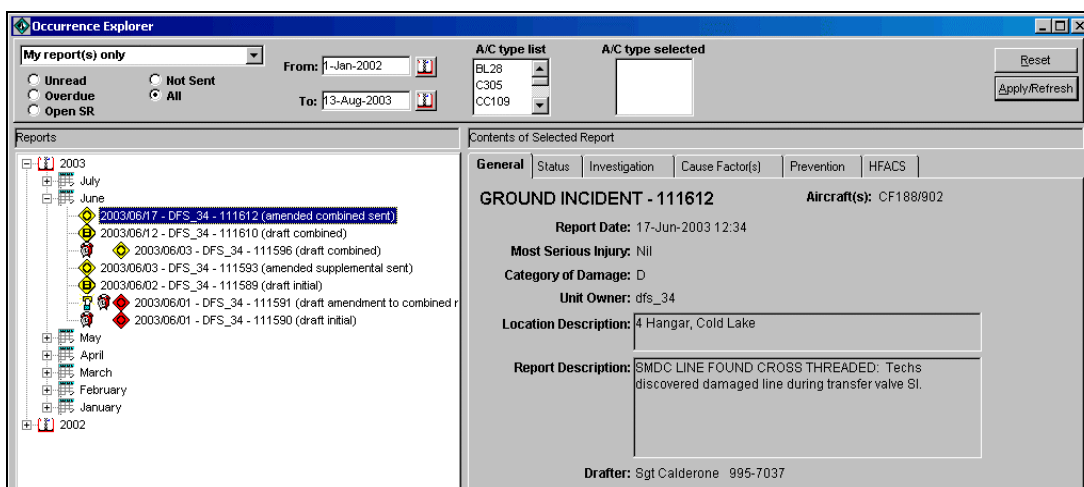 Occurrence Explorer
My report(s) only
Unread
Not Sent
Overdue
All
Open SR
From: 1-Jan-2002
To: 13-Aug-2003
A/C type list
BL28
C305
CC109
A/C type selected
Reset
Apply/Refresh
Reports
2003
July
June
2003/06/17 - DFS_34 - 111612 (amended combined sent)
2003/06/12 - DFS_34 - 111610 (draft combined)
2003/06/03 - DFS_34 - 111596 (draft combined)
2003/06/03 - DFS_34 - 111593 (amended supplemental sent)
2003/06/02 - DFS_34 - 111589 (draft initial)
2003/06/01 - DFS_34 - 111591 (draft amendment to combined r
2003/06/01 - DFS_34 - 111590 (draft initial)
May
April
March
February
January
2002
Contents of Selected Report
General Status Investigation Cause Factor(s) Prevention HFACS
GROUND INCIDENT - 111612 Aircraft(s): CF188/902
Report Date: 17-Jun-2003 12:34
Most Serious Injury: Nil
Category of Damage: D
Unit Owner: dfs_34
Location Description: 4 Hangar, Cold Lake
Report Description: SMDC LINE FOUND CROSS THREADED: Techs
discovered damaged line during transfer valve SI.
Drafter: Sgt Calderone 995-7037